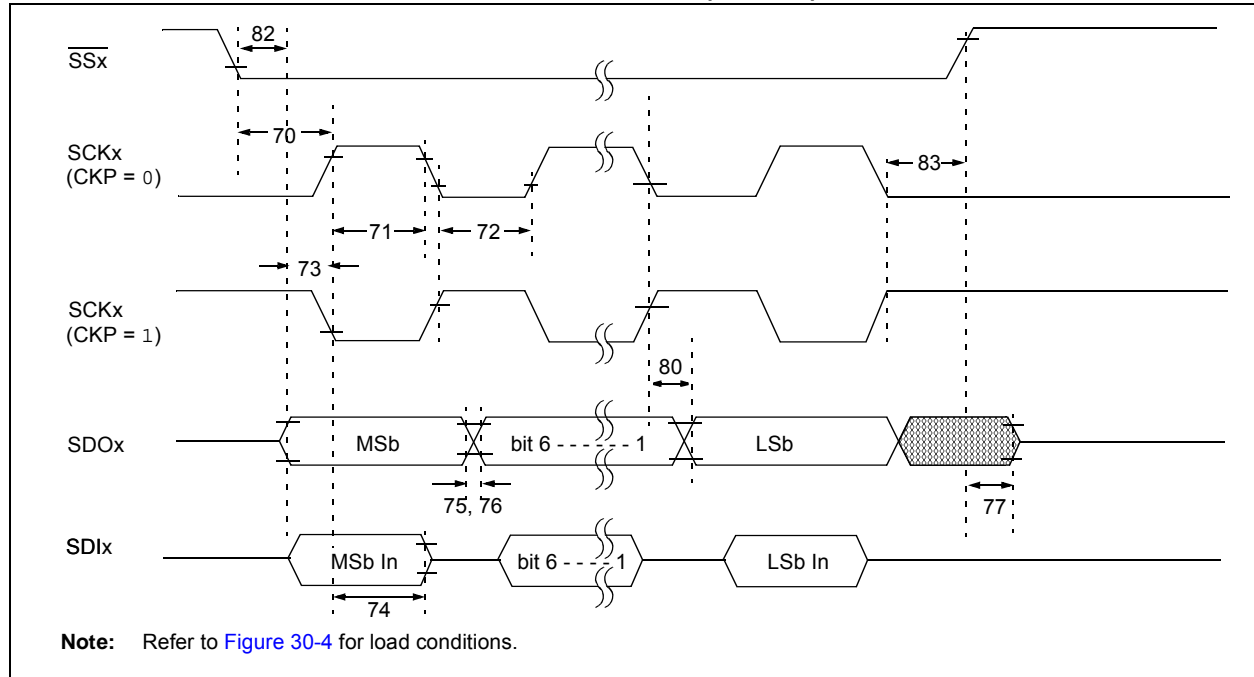 82
SSx
70
SCKx
(CKP = 0)
83
71
72
73
SCKx
(CKP = 1)
80
SDOx
MSb
bit 6 - - - - - - 1
LSb
75, 76
77
SDIx
MSb In
bit 6 - - - - 1
LSb In
74
Note: Refer to Figure 30-4 for load conditions.